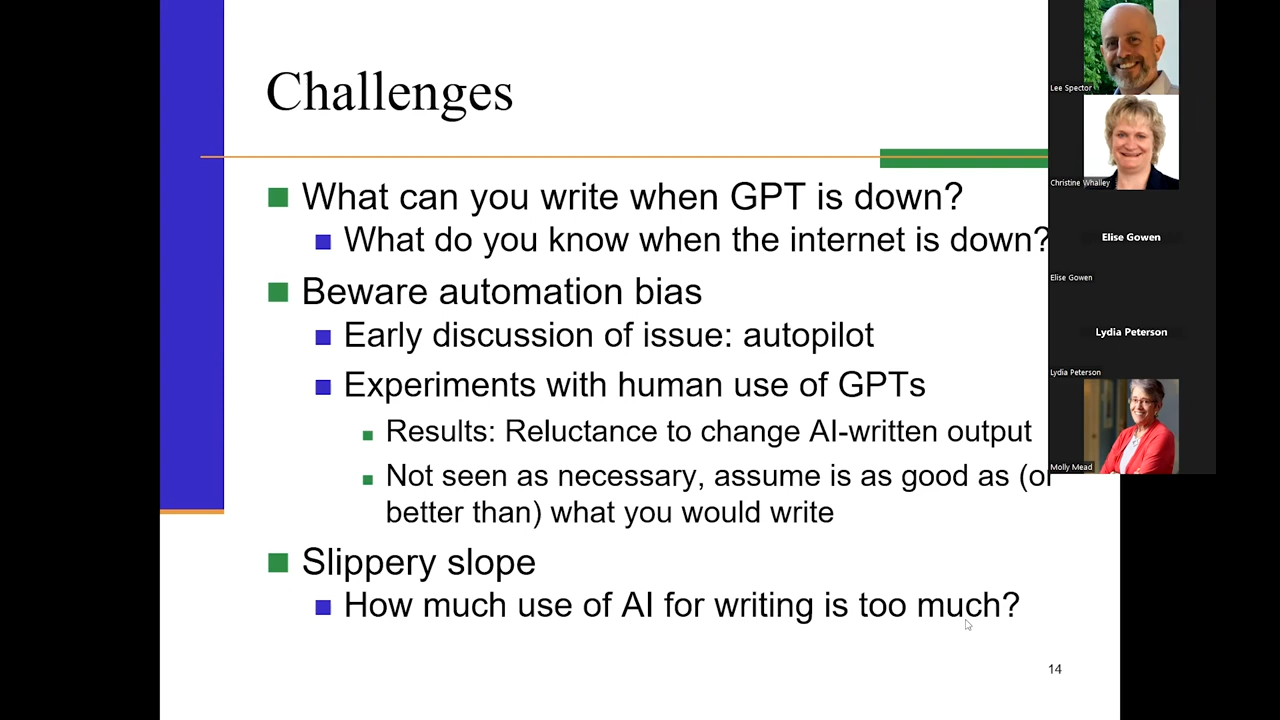 Challenges
What can you write when GPT is down?
What do you know when the internet is down?
Beware automation bias
Early discussion of issue: autopilot
Experiments with human use of GPTs
Results: Reluctance to change AI-written output
Not seen as necessary, assume is as good as (or
better than) what you would write
Slippery slope
How much use of AI for writing is too much?
14
Lee Spector
Christine Whalley
Elise Gowen
Elise Gowen
Lydia Peterson
Lydia Peterson
Molly Mead